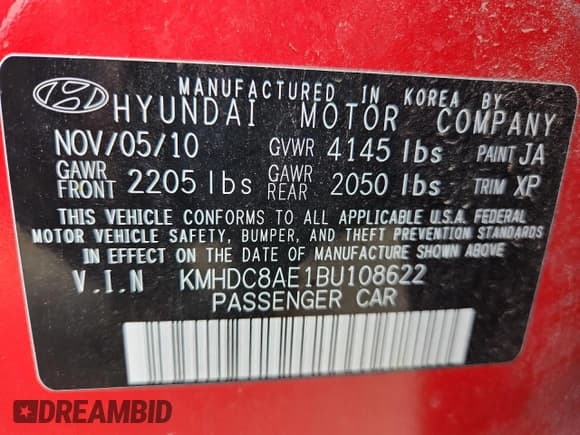 MANUFACTURED IN KOREA BY
HYUNDAI MOTOR COMPANY
NOV/05/10 GVWR 4145 lbs PAINT JA
GAWR FRONT 2205 lbs GAWR REAR 2050 lbs TRIM XP
THIS VEHICLE CONFORMS TO ALL APPLICABLE U.S.A. FEDERAL
MOTOR VEHICLE SAFETY, BUMPER, AND THEFT PREVENTION STANDARDS
IN EFFECT ON THE DATE OF MANUFACTURE SHOWN ABOVE
V.I.N KMHDC8AE1BU108622
PASSENGER CAR
DREAMBID